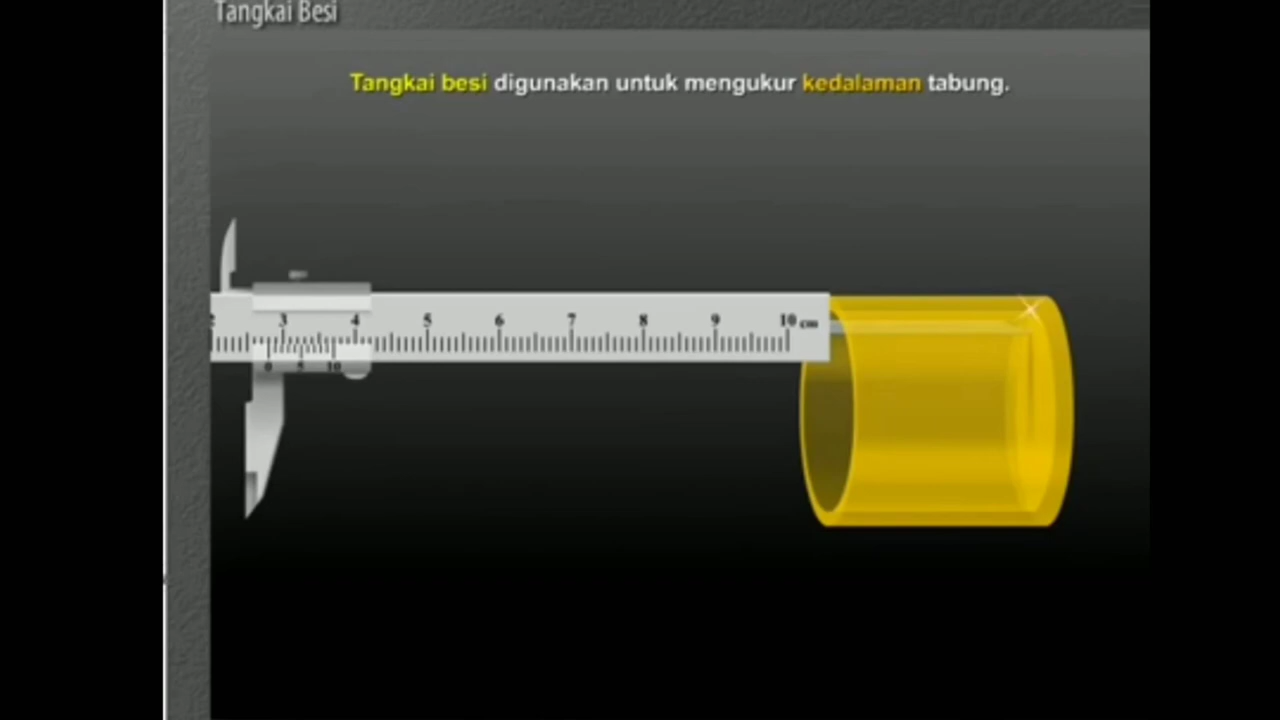 Tangkai Besi
Tangkai besi digunakan untuk mengukur kedalaman tabung.
3 4 5 6 7 8 9 10 cm
0 5 10